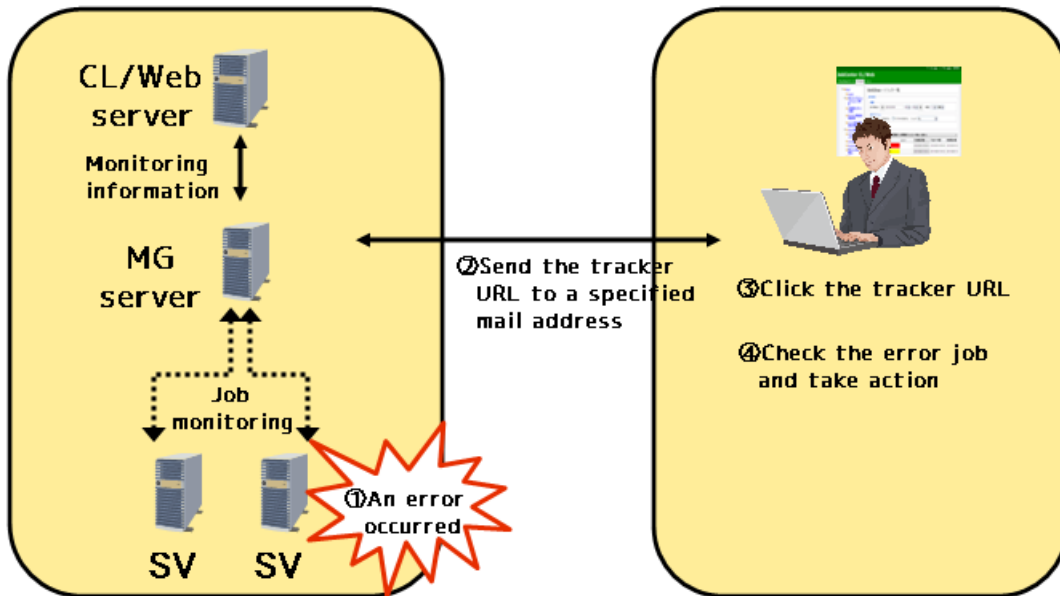 CL/Web
server
Monitoring
information
MG
server
Job
monitoring
①An error
occurred
SV
SV
②Send the tracker
URL to a specified
mail address
③Click the tracker URL
④Check the error job
and take action